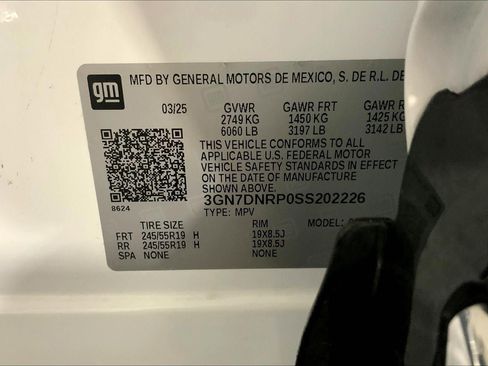 gm
MFD BY GENERAL MOTORS DE MEXICO, S. DE R.L. DE
03/25 GVWR GAWR FRT GAWR R
2749 KG 1450 KG 1425 KG
6060 LB 3197 LB 3142 LB
THIS VEHICLE CONFORMS TO ALL
APPLICABLE U.S. FEDERAL MOTOR
VEHICLE SAFETY STANDARDS IN EFFECT
ON THE DATE OF MANUFACTURE
SHOWN ABOVE.
3GN7DNRP0SS202226
8624 TYPE: MPV
TIRE SIZE RIM MODEL:
FRT 245/55R19 H 19X8.5J
RR 245/55R19 H 19X8.5J
SPA NONE NONE